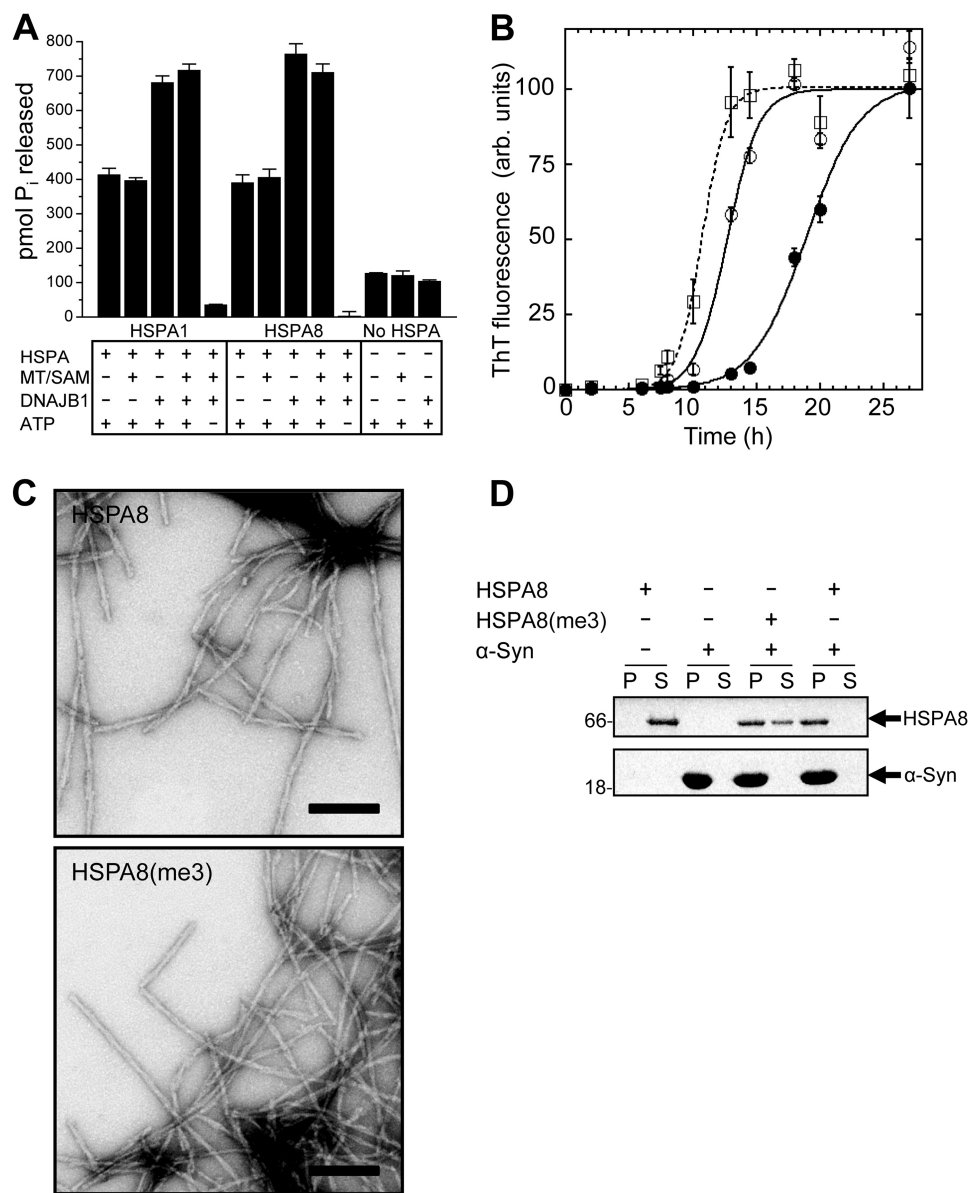 A
pmol Pi released
800
700
600
500
400
300
200
100
0
HSPA1 HSPA8 No HSPA
HSPA + + + + + + + + + + − − −
MT/SAM − + − + + − + − + + − + −
DNAJB1 − − + + + − − + + + − − +
ATP + + + + − + + + + − + + +
B
ThT fluorescence (arb. units)
100
75
50
25
0
0 5 10 15 20 25
Time (h)
C
HSPA8
HSPA8(me3)
D
HSPA8 + − − +
HSPA8(me3) − − + −
α-Syn − + + +
P S P S P S P S
66- HSPA8
18- α-Syn